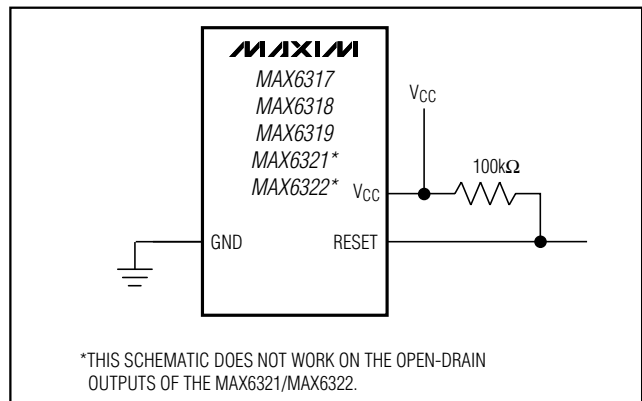 MAXIM
MAX6317
MAX6318
MAX6319
MAX6321*
MAX6322*
VCC
100kΩ
VCC
GND
RESET
*THIS SCHEMATIC DOES NOT WORK ON THE OPEN-DRAIN
OUTPUTS OF THE MAX6321/MAX6322.